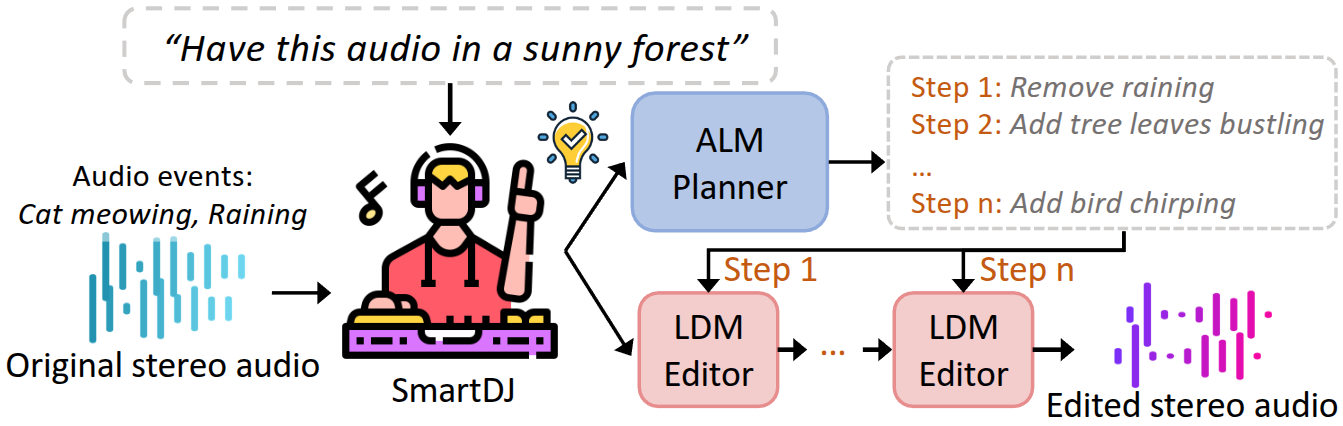 “Have this audio in a sunny forest”
Audio events:
Cat meowing, Raining
Original stereo audio
SmartDJ
ALM
Planner
Step 1: Remove raining
Step 2: Add tree leaves bustling
...
Step n: Add bird chirping
Step 1
Step n
LDM
Editor
...
LDM
Editor
Edited stereo audio